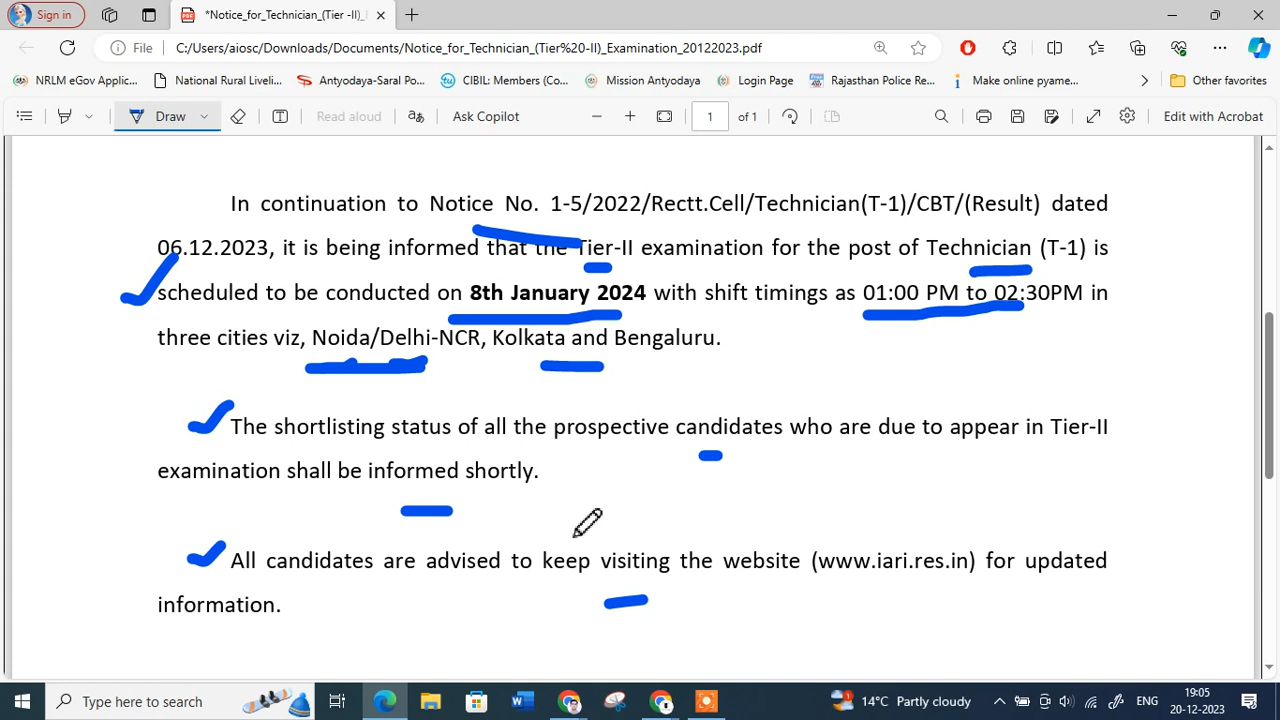 Sign in
*Notice_for_Technician_(Tier -II)_
File
C:/Users/aiosc/Downloads/Documents/Notice_for_Technician_(Tier%20-II)_Examination_20122023.pdf
NRLM eGov Applic...
National Rural Liveli...
Antyodaya-Saral Po...
CIBIL: Members (Co...
Mission Antyodaya
Login Page
Rajasthan Police Re...
Make online pyame...
Other favorites
Draw
Read aloud
Ask Copilot
1 of 1
Edit with Acrobat
In continuation to Notice No. 1-5/2022/Rectt.Cell/Technician(T-1)/CBT/(Result) dated
06.12.2023, it is being informed that the Tier-II examination for the post of Technician (T-1) is
scheduled to be conducted on 8th January 2024 with shift timings as 01:00 PM to 02:30PM in
three cities viz, Noida/Delhi-NCR, Kolkata and Bengaluru.
The shortlisting status of all the prospective candidates who are due to appear in Tier-II
examination shall be informed shortly.
All candidates are advised to keep visiting the website (www.iari.res.in) for updated
information.
Type here to search
14°C Partly cloudy
ENG
19:05
20-12-2023